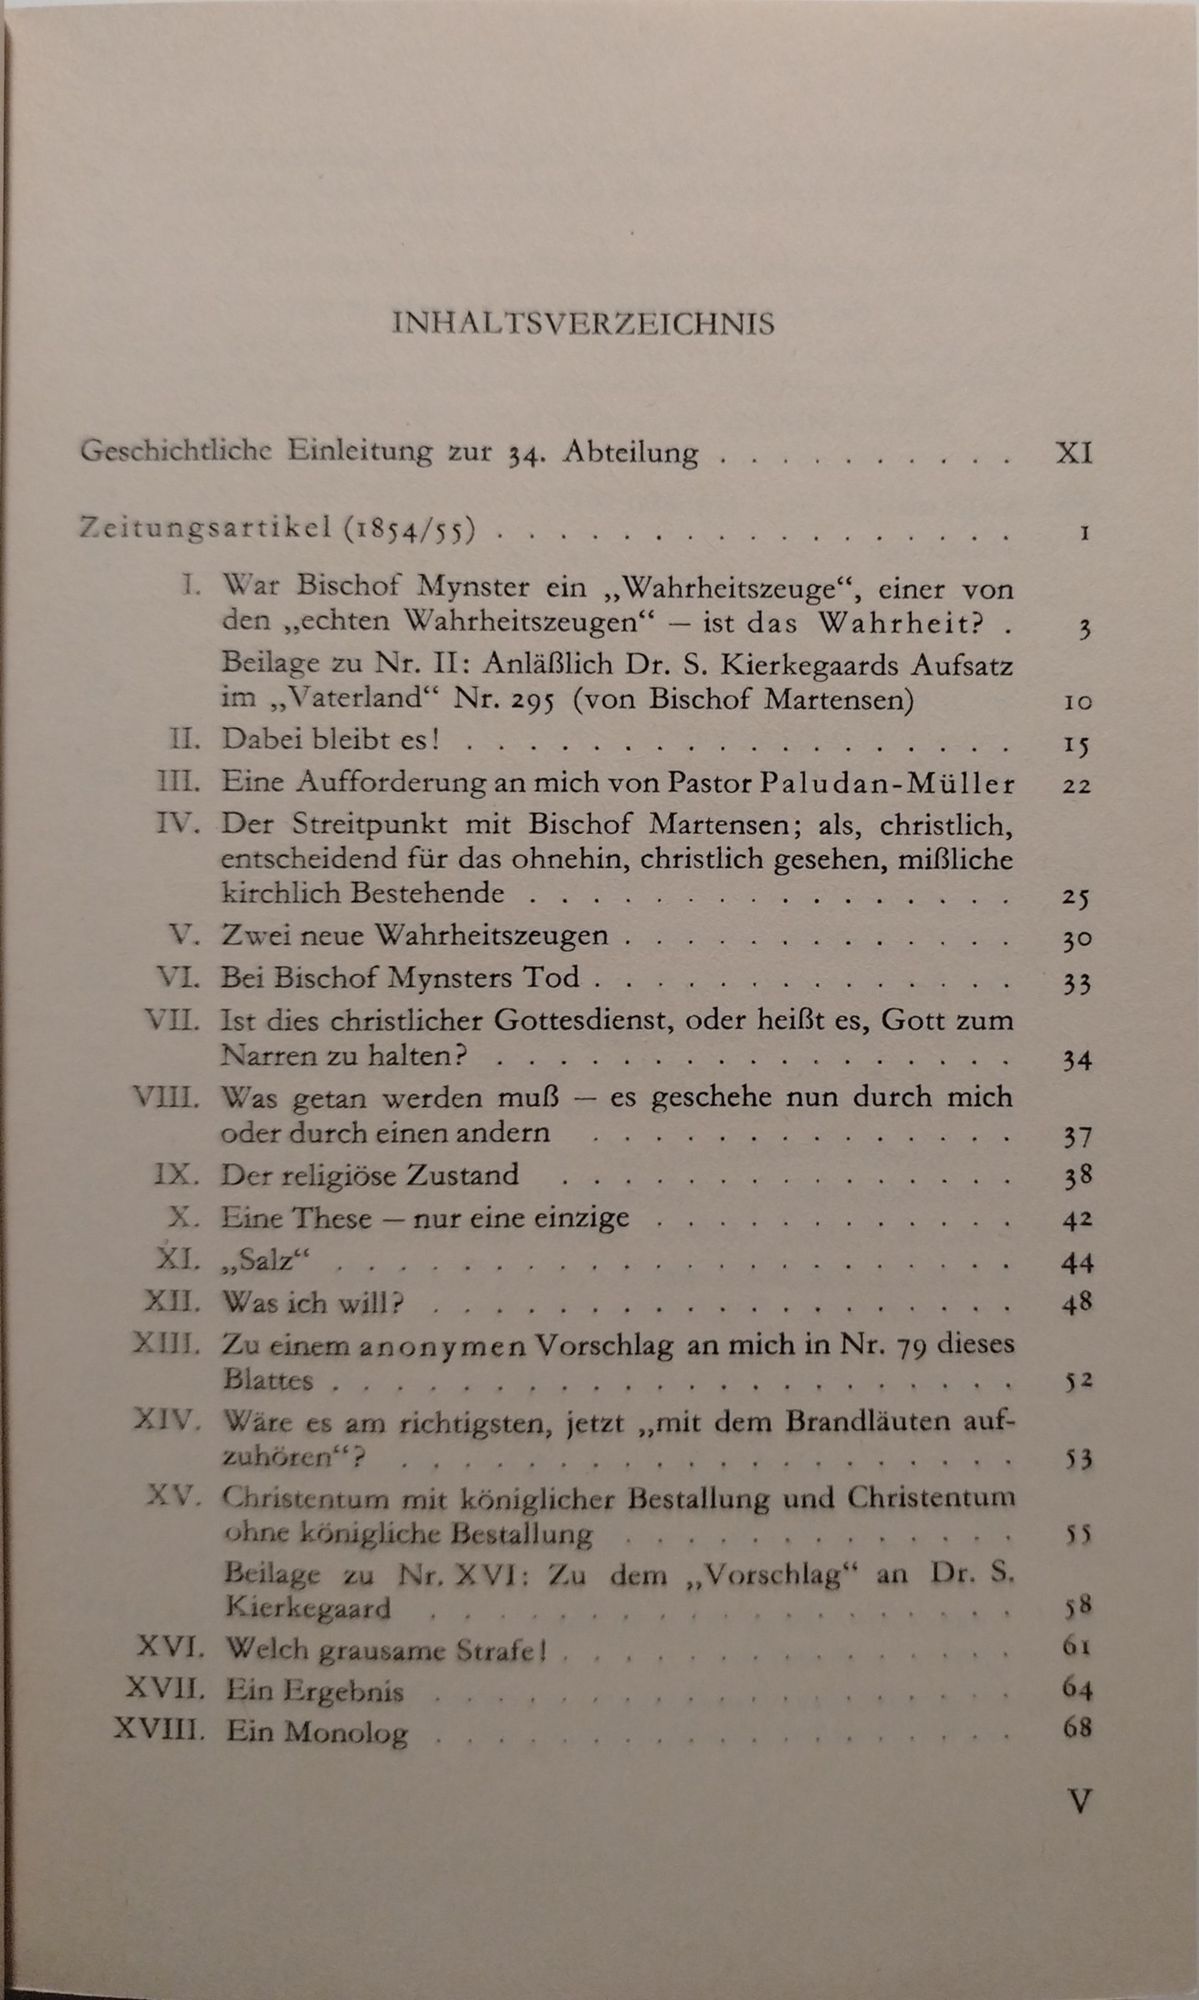 INHALTSVERZEICHNIS
Geschichtliche Einleitung zur 34. Abteilung . . . . . . . . . . XI
Zeitungsartikel (1854/55) . . . . . . . . . . . . . . . . . 1
I. War Bischof Mynster ein „Wahrheitszeuge“, einer von
den „echten Wahrheitszeugen“ — ist das Wahrheit? . 3
Beilage zu Nr. II: Anläßlich Dr. S. Kierkegaards Aufsatz
im „Vaterland“ Nr. 295 (von Bischof Martensen) 10
II. Dabei bleibt es! . . . . . . . . . . . . . . . . . . 15
III. Eine Aufforderung an mich von Pastor Paludan-Müller 22
IV. Der Streitpunkt mit Bischof Martensen; als, christlich,
entscheidend für das ohnehin, christlich gesehen, mißliche
kirchlich Bestehende . . . . . . . . . . . . . . . . 25
V. Zwei neue Wahrheitszeugen . . . . . . . . . . . . . 30
VI. Bei Bischof Mynsters Tod . . . . . . . . . . . . . . 33
VII. Ist dies christlicher Gottesdienst, oder heißt es, Gott zum
Narren zu halten? . . . . . . . . . . . . . . . . . 34
VIII. Was getan werden muß — es geschehe nun durch mich
oder durch einen andern . . . . . . . . . . . . . . 37
IX. Der religiöse Zustand . . . . . . . . . . . . . . . 38
X. Eine These — nur eine einzige . . . . . . . . . . . . 42
XI. „Salz“ . . . . . . . . . . . . . . . . . . . . . . 44
XII. Was ich will? . . . . . . . . . . . . . . . . . . . 48
XIII. Zu einem anonymen Vorschlag an mich in Nr. 79 dieses
Blattes . . . . . . . . . . . . . . . . . . . . . . 52
XIV. Wäre es am richtigsten, jetzt „mit dem Brandläuten auf-
zuhören“? . . . . . . . . . . . . . . . . . . . . 53
XV. Christentum mit königlicher Bestallung und Christentum
ohne königliche Bestallung . . . . . . . . . . . . . 55
Beilage zu Nr. XVI: Zu dem „Vorschlag“ an Dr. S.
Kierkegaard . . . . . . . . . . . . . . . . . . . 58
XVI. Welch grausame Strafe! . . . . . . . . . . . . . . . 61
XVII. Ein Ergebnis . . . . . . . . . . . . . . . . . . . 64
XVIII. Ein Monolog . . . . . . . . . . . . . . . . . . . 68
V